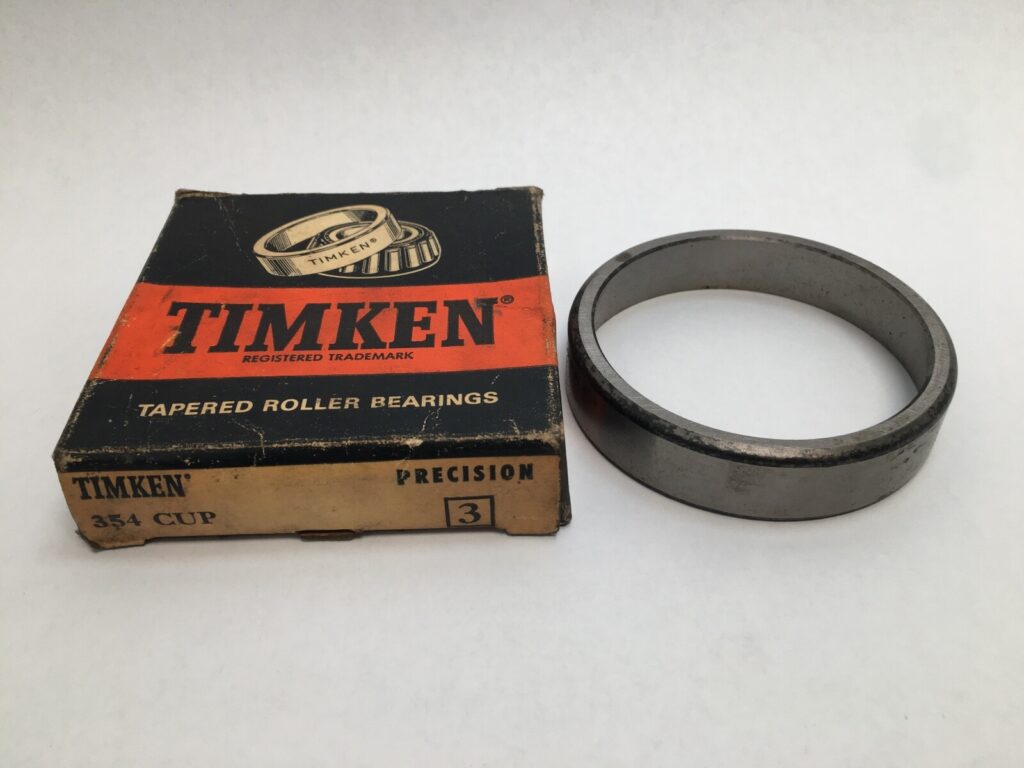 TIMKEN®
TIMKEN®
REGISTERED TRADEMARK
TAPERED ROLLER BEARINGS
TIMKEN®
PRECISION
354 CUP
3